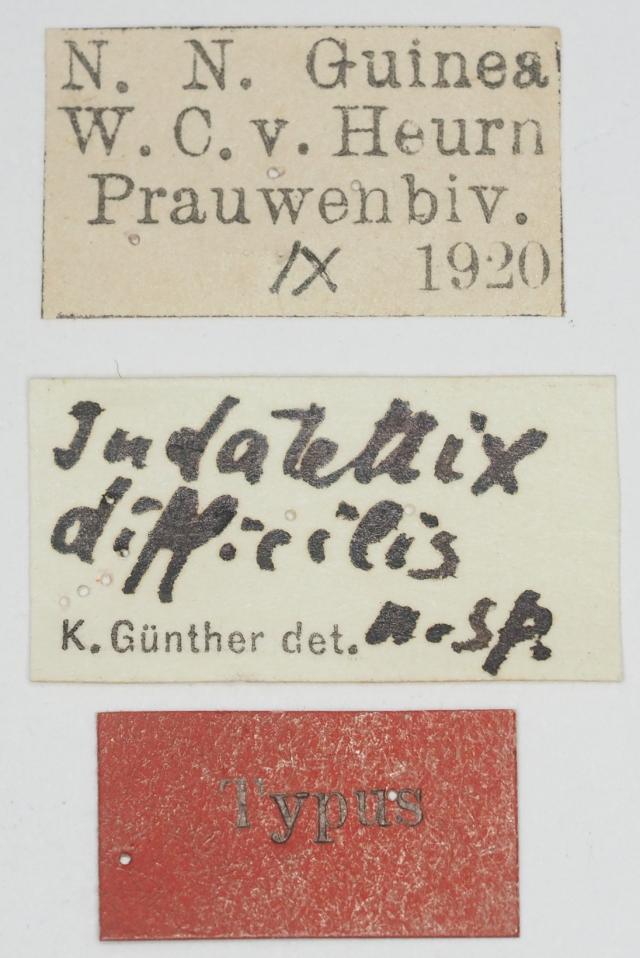 N. N. Guinea
W. C. v. Heurn
Prauwenbiv.
IX 1920
Indatettix
difficilis
K. Günther det. n. sp.
Typus